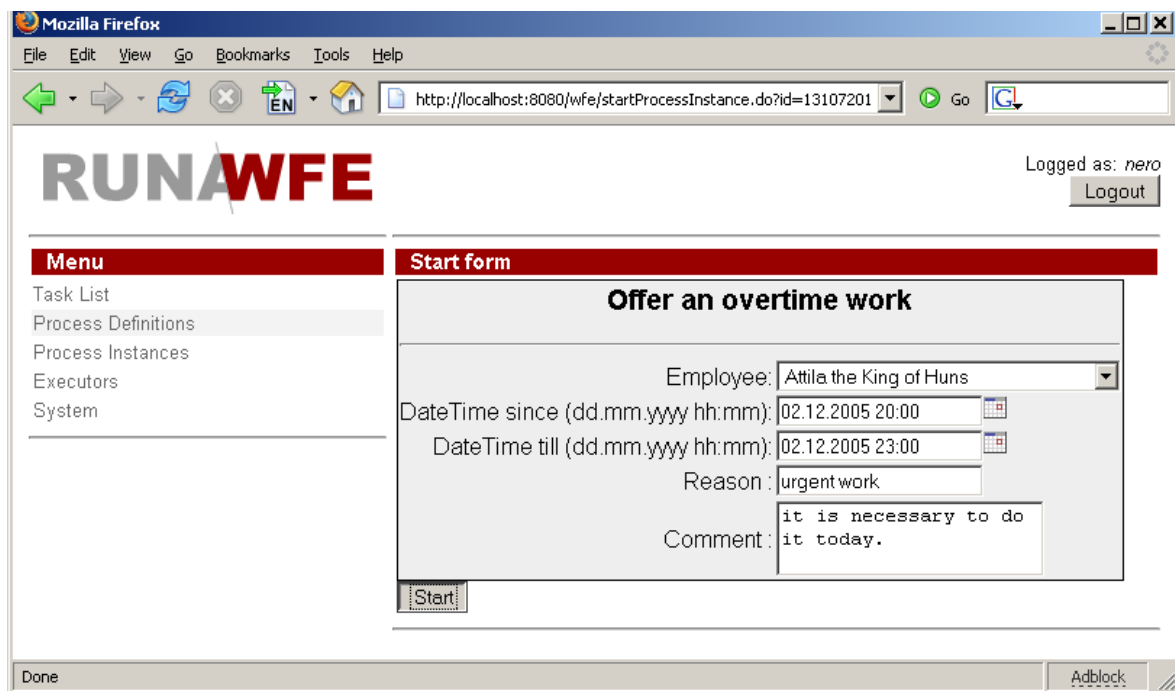 Mozilla Firefox
File Edit View Go Bookmarks Tools Help
EN http://localhost:8080/wfe/startProcessInstance.do?id=13107201 Go G
RUNAWFE
Logged as: nero
Logout
Menu
Task List
Process Definitions
Process Instances
Executors
System
Start form
Offer an overtime work
Employee: Attila the King of Huns
DateTime since (dd.mm.yyyy hh:mm): 02.12.2005 20:00
DateTime till (dd.mm.yyyy hh:mm): 02.12.2005 23:00
Reason : urgent work
Comment : it is necessary to do
it today.
Start
Done Adblock